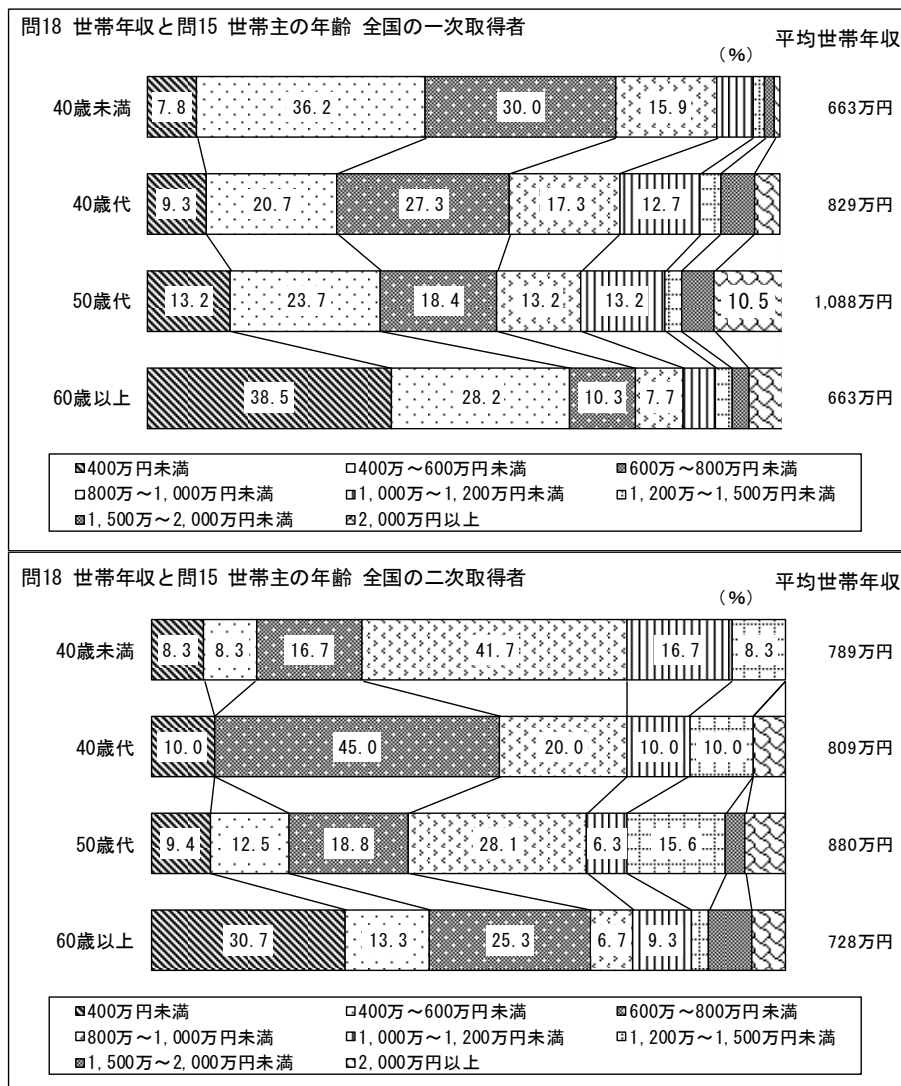 問18 世帯年収と問15 世帯主の年齢 全国の一次取得者
(%) 平均世帯年収
40歳未満 7.8 36.2 30.0 15.9 663万円
40歳代 9.3 20.7 27.3 17.3 12.7 829万円
50歳代 13.2 23.7 18.4 13.2 13.2 10.5 1,088万円
60歳以上 38.5 28.2 10.3 7.7 663万円
400万円未満 400万~600万円未満 600万~800万円未満
800万~1,000万円未満 1,000万~1,200万円未満 1,200万~1,500万円未満
1,500万~2,000万円未満 2,000万円以上
問18 世帯年収と問15 世帯主の年齢 全国の二次取得者
(%) 平均世帯年収
40歳未満 8.3 8.3 16.7 41.7 16.7 8.3 789万円
40歳代 10.0 45.0 20.0 10.0 10.0 809万円
50歳代 9.4 12.5 18.8 28.1 6.3 15.6 880万円
60歳以上 30.7 13.3 25.3 6.7 9.3 728万円
400万円未満 400万~600万円未満 600万~800万円未満
800万~1,000万円未満 1,000万~1,200万円未満 1,200万~1,500万円未満
1,500万~2,000万円未満 2,000万円以上